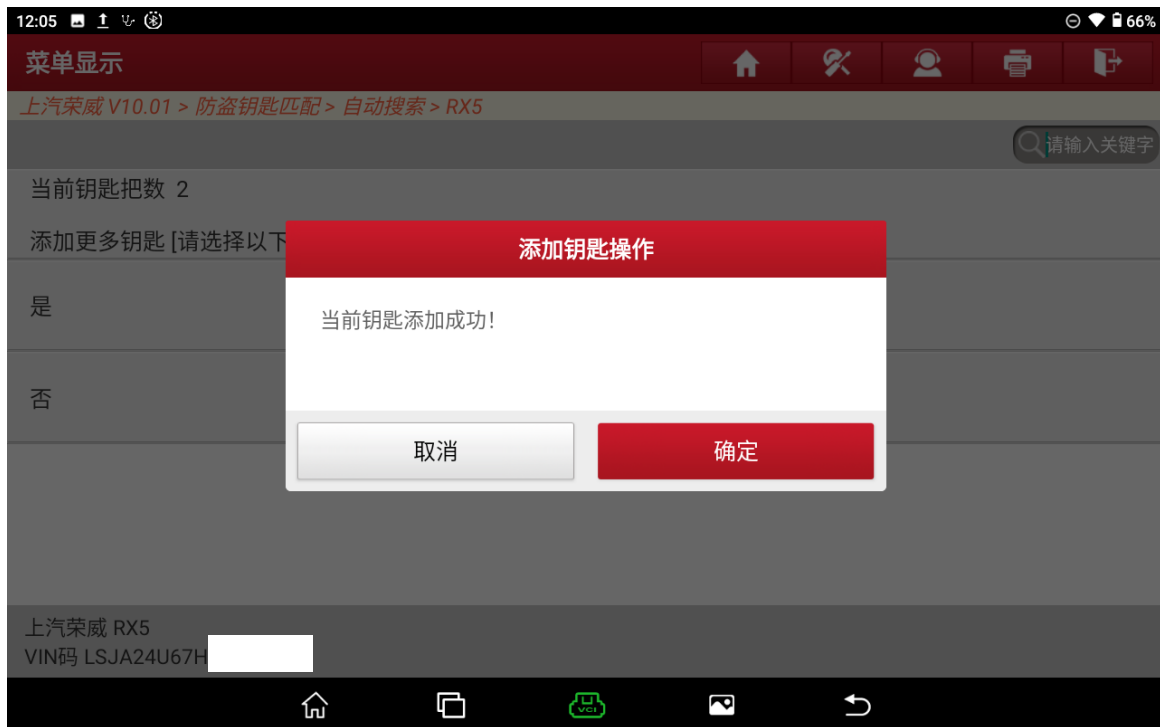 12:05
66%
菜单显示
上汽荣威 V10.01 > 防盗钥匙匹配 > 自动搜索 > RX5
请输入关键字
当前钥匙把数 2
添加更多钥匙 [请选择以下
添加钥匙操作
当前钥匙添加成功!
是
否
取消
确定
上汽荣威 RX5
VIN码 LSJA24U67H
VCI